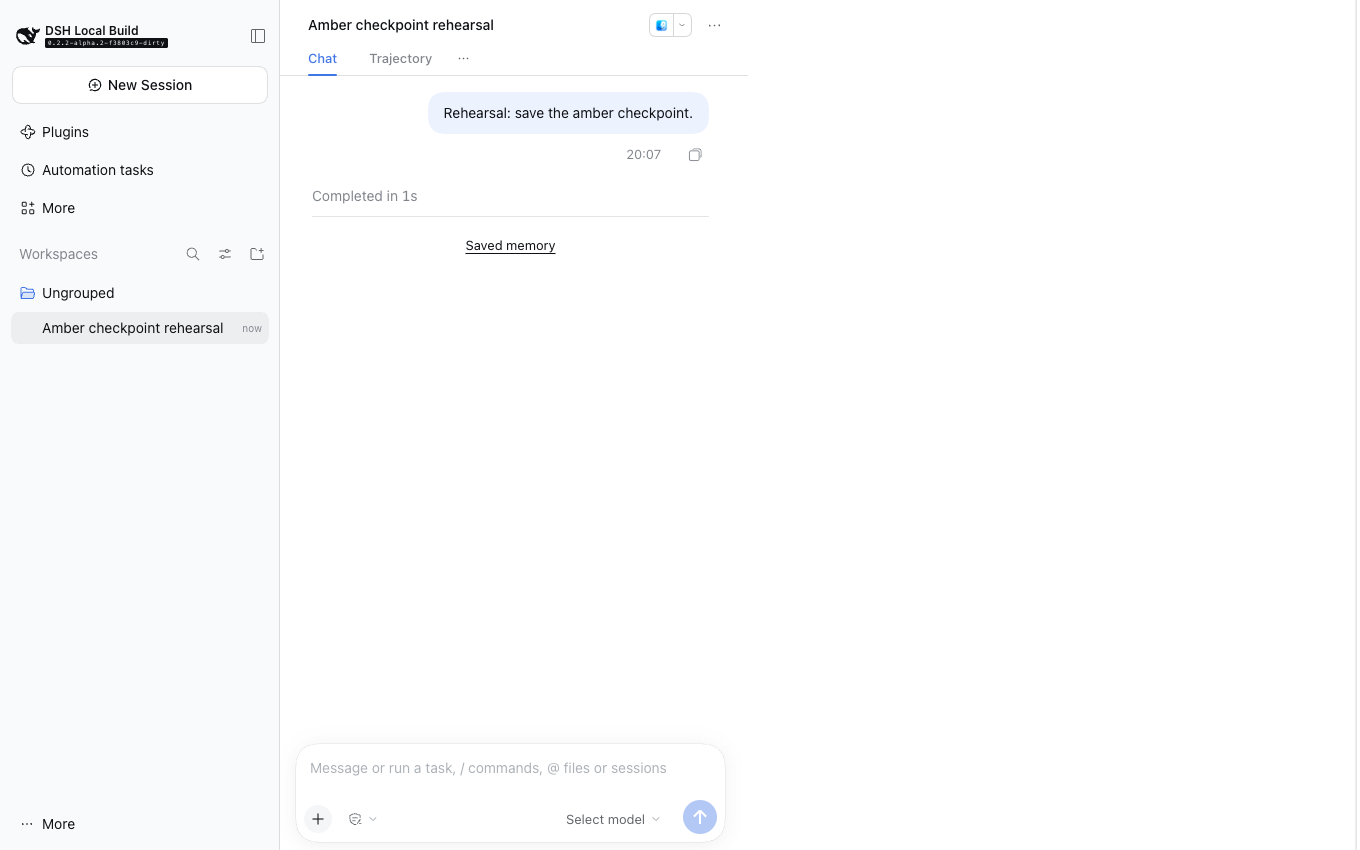 DSH Local Build
0.2.2-alpha.2-f3803c9-dirty
New Session
Plugins
Automation tasks
More
Workspaces
Ungrouped
Amber checkpoint rehearsal now
More
Amber checkpoint rehearsal
Chat Trajectory
Rehearsal: save the amber checkpoint.
20:07
Completed in 1s
Saved memory
Message or run a task, / commands, @ files or sessions
Select model